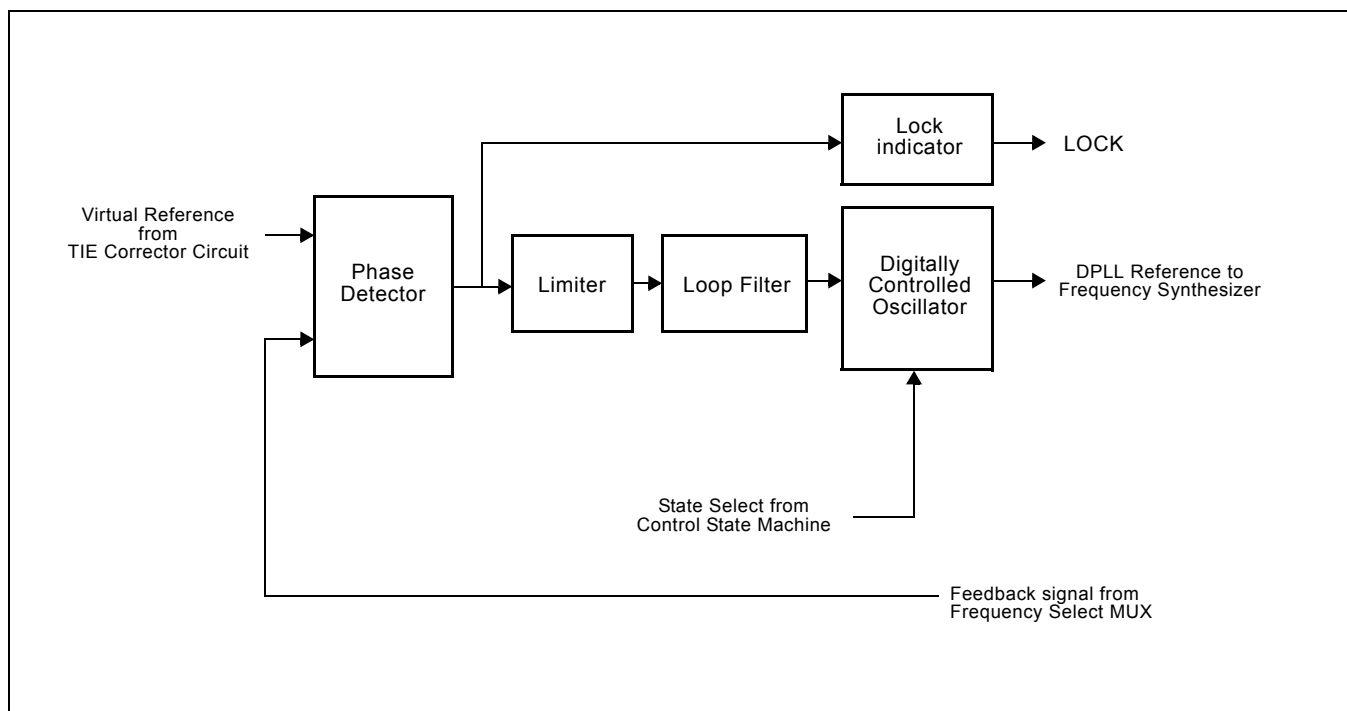 Lock
indicator
LOCK
Virtual Reference
from
TIE Corrector Circuit
Phase
Detector
Limiter
Loop Filter
Digitally
Controlled
Oscillator
DPLL Reference to
Frequency Synthesizer
State Select from
Control State Machine
Feedback signal from
Frequency Select MUX